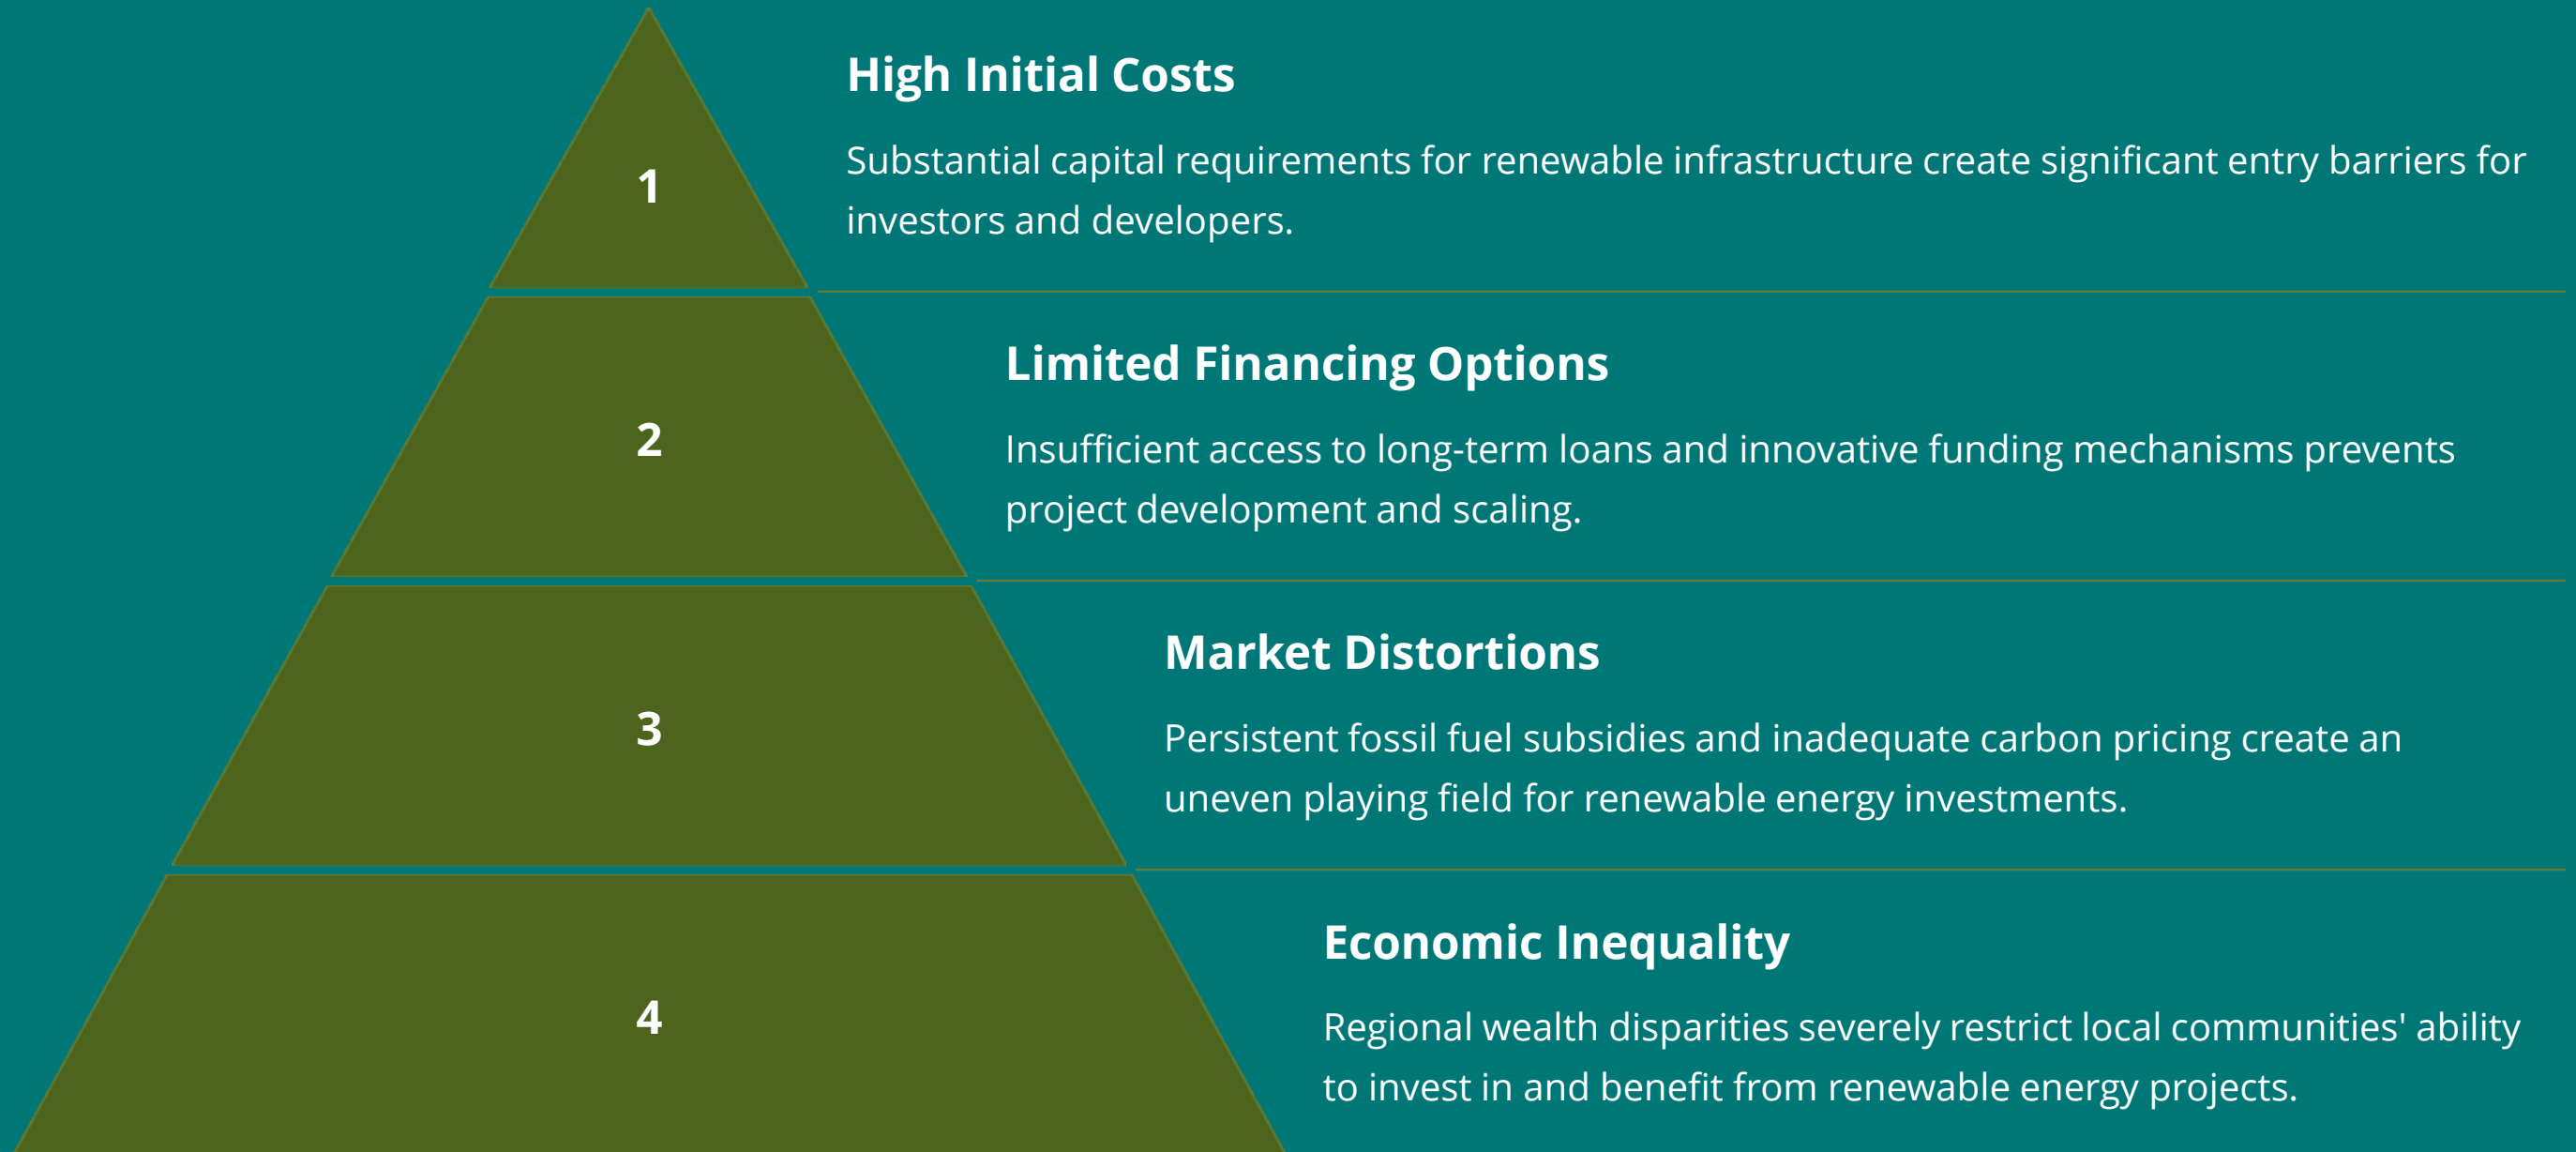 1
High Initial Costs
Substantial capital requirements for renewable infrastructure create significant entry barriers for
investors and developers.
2
Limited Financing Options
Insufficient access to long-term loans and innovative funding mechanisms prevents
project development and scaling.
3
Market Distortions
Persistent fossil fuel subsidies and inadequate carbon pricing create an
uneven playing field for renewable energy investments.
4
Economic Inequality
Regional wealth disparities severely restrict local communities' ability
to invest in and benefit from renewable energy projects.